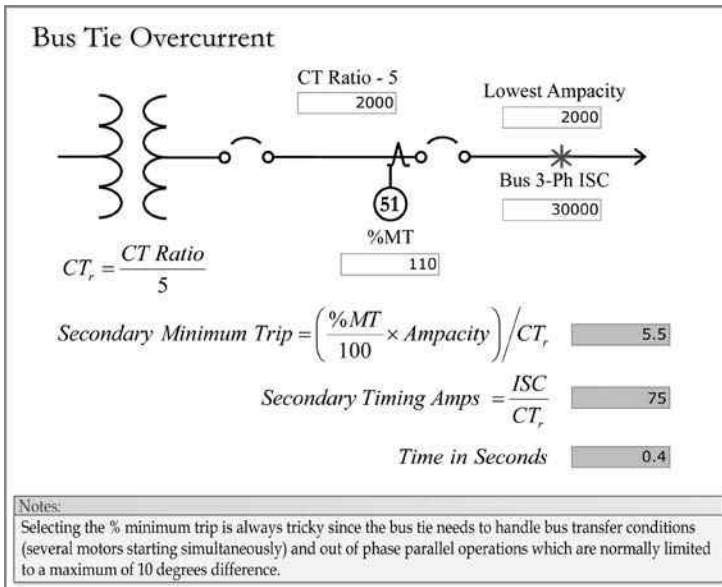 Bus Tie Overcurrent
CT Ratio - 5
2000
Lowest Ampacity
2000
Bus 3-Ph ISC
30000
51
%MT
110
CT_r = CT Ratio / 5
Secondary Minimum Trip = (%MT / 100 × Ampacity) / CT_r
5.5
Secondary Timing Amps = ISC / CT_r
75
Time in Seconds
0.4
Notes:
Selecting the % minimum trip is always tricky since the bus tie needs to handle bus transfer conditions
(several motors starting simultaneously) and out of phase parallel operations which are normally limited
to a maximum of 10 degrees difference.